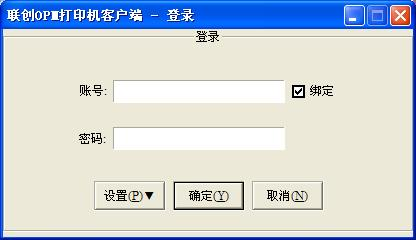 联创OPM打印机客户端 - 登录
登录
账号: 绑定
密码:
设置(P)▼ 确定(Y) 取消(N)